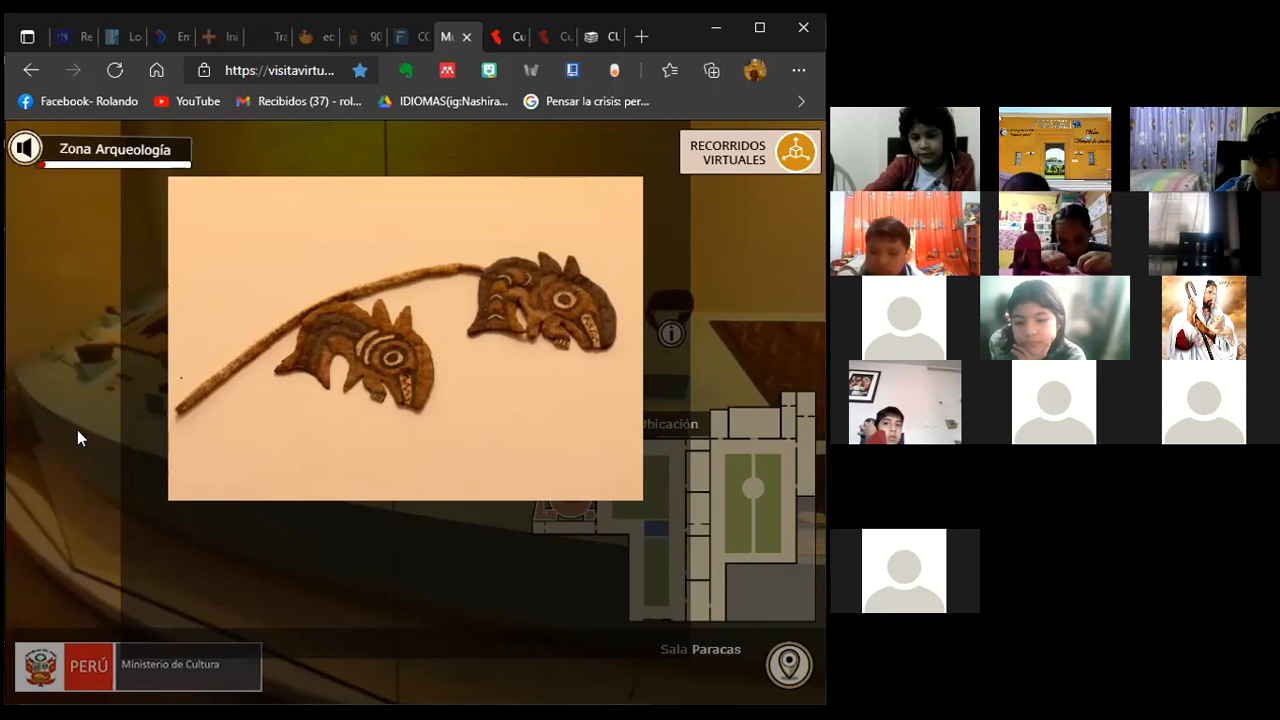 Re
Lo
En
Ini
Tra
ec
90
CC
Mu
Cu
Cu
CU
https://visitavirtu...
Facebook- Rolando
YouTube
Recibidos (37) - rol...
IDIOMAS(ig:Nashira...
Pensar la crisis: per...
Zona Arqueología
RECORRIDOS
VIRTUALES
Ubicación
Sala Paracas
PERÚ
Ministerio de Cultura